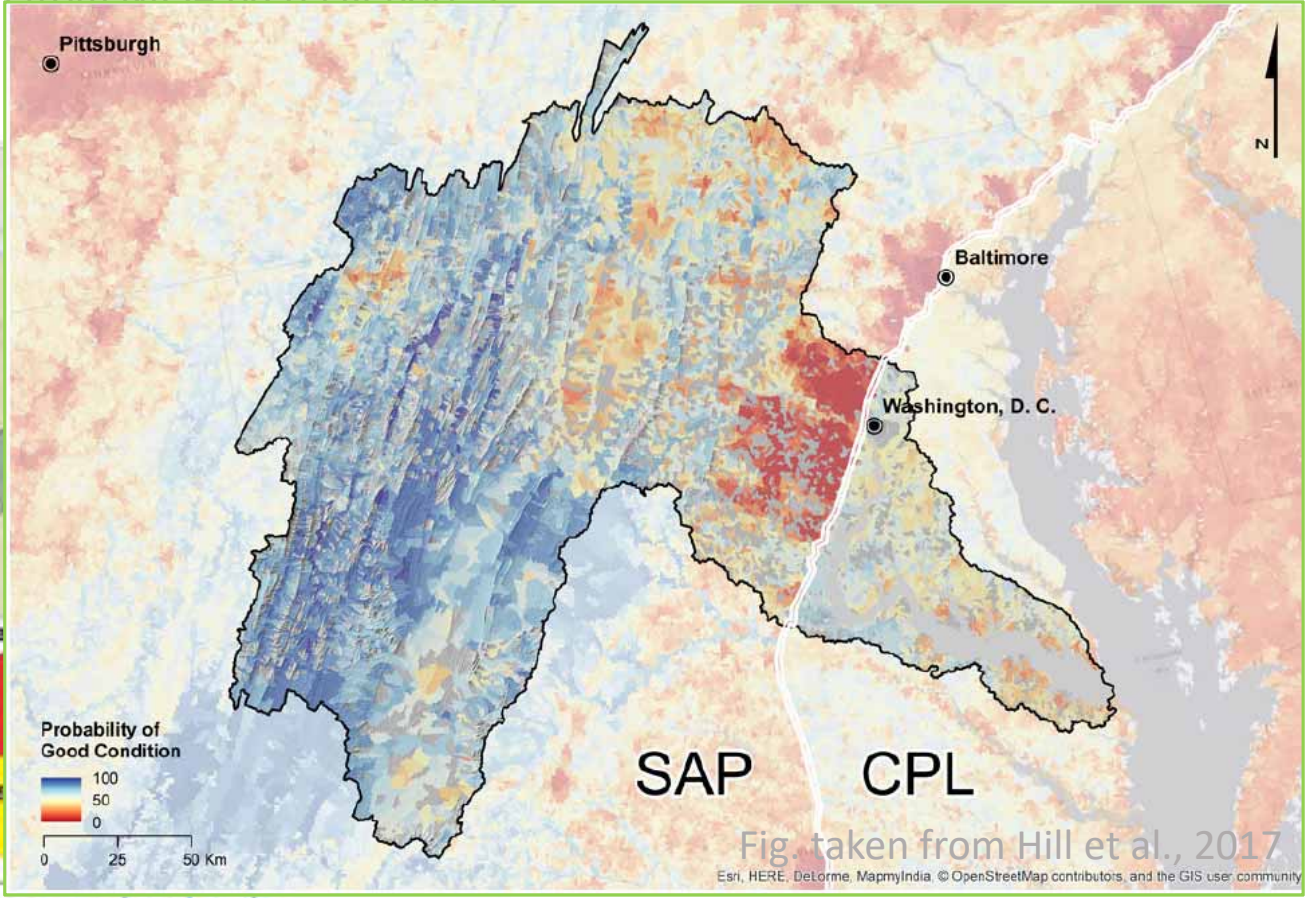 Pittsburgh
N
Baltimore
Washington, D. C.
Probability of
Good Condition
100
50
0
0 25 50 Km
SAP CPL
Fig. taken from Hill et al., 2017
Esri, HERE, DeLorme, MapmyIndia, © OpenStreetMap contributors, and the GIS user community